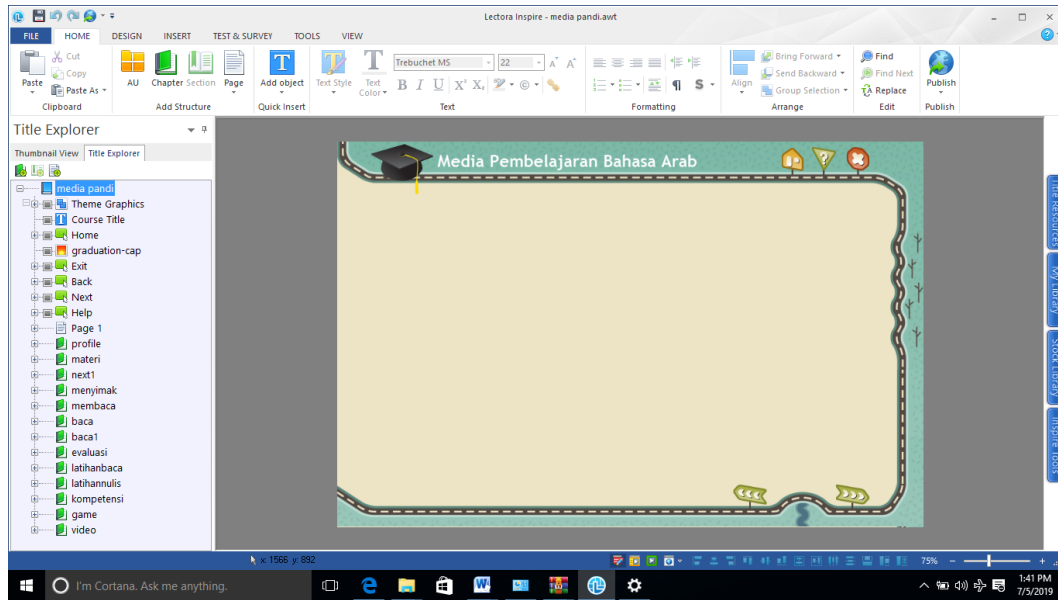 Lectora Inspire - media pandi.awt
FILE HOME DESIGN INSERT TEST & SURVEY TOOLS VIEW
Paste Cut Copy Paste As
Clipboard
AU Chapter Section Page
Add Structure
Add object
Quick Insert
Text Style Text Color Trebuchet MS 22 A A
B I U X² X₂
Text
¶ S
Formatting
Align Bring Forward Send Backward Group Selection
Arrange
Find Find Next Replace
Edit
Publish
Publish
Title Explorer
Thumbnail View Title Explorer
media pandi
Theme Graphics
Course Title
Home
graduation-cap
Exit
Back
Next
Help
Page 1
profile
materi
next1
menyimak
membaca
baca
baca1
evaluasi
latihanbaca
latihannulis
kompetensi
game
video
Media Pembelajaran Bahasa Arab
Title Resources
My Library
Stock Library
Inspire Tools
x: 1566 y: 892
75%
I'm Cortana. Ask me anything.
1:41 PM
7/5/2019